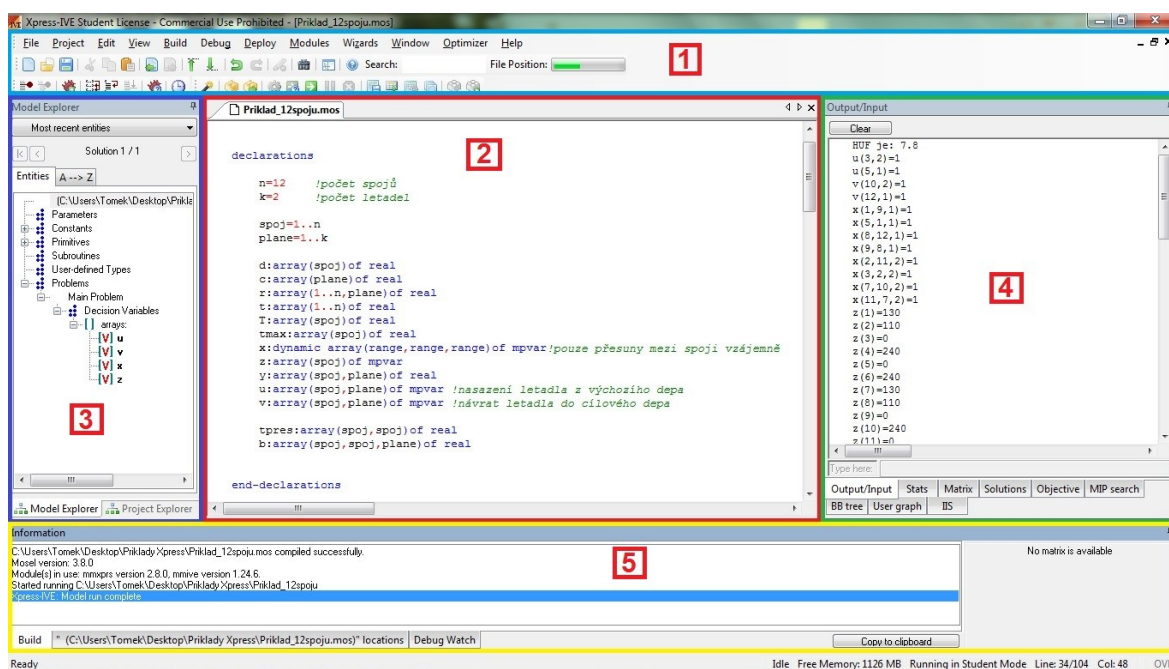 Xpress-IVE Student License - Commercial Use Prohibited - [Priklad_12spoju.mos]
File Project Edit View Build Debug Deploy Modules Wizards Window Optimizer Help
Search: File Position:
1
Model Explorer
Most recent entities
Solution 1 / 1
Entities A --> Z
(C:\Users\Tomek\Desktop\Prikla
Parameters
Constants
Primitives
Subroutines
User-defined Types
Problems
Main Problem
Decision Variables
[ ] arrays:
[V] u
[V] v
[V] x
[V] z
3
Model Explorer Project Explorer
Priklad_12spoju.mos
2
declarations
n=12 !počet spojů
k=2 !počet letadel
spoj=1..n
plane=1..k
d:array(spoj)of real
c:array(plane)of real
r:array(1..n,plane)of real
t:array(1..n)of real
T:array(spoj)of real
tmax:array(spoj)of real
x:dynamic array(range,range,range)of mpvar!pouze přesuny mezi spoji vzájemně
z:array(spoj)of mpvar
y:array(spoj,plane)of real
u:array(spoj,plane)of mpvar !nasazení letadla z výchozího depa
v:array(spoj,plane)of mpvar !návrat letadla do cílového depa
tpres:array(spoj,spoj)of real
b:array(spoj,spoj,plane)of real
end-declarations
Output/Input
Clear
HUF je: 7.8
u(3,2)=1
u(5,1)=1
v(10,2)=1
v(12,1)=1
x(1,9,1)=1
x(5,1,1)=1
x(8,12,1)=1
x(9,8,1)=1
x(2,11,2)=1
x(3,2,2)=1
x(7,10,2)=1
x(11,7,2)=1
z(1)=130
z(2)=110
z(3)=0
z(4)=240
z(5)=0
z(6)=240
z(7)=130
z(8)=110
z(9)=0
z(10)=240
z(11)=0
4
Type here:
Output/Input Stats Matrix Solutions Objective MIP search
BB tree User graph IIS
Information
C:\Users\Tomek\Desktop\Priklady Xpress\Priklad_12spoju.mos compiled successfully.
Mosel version: 3.8.0
Module(s) in use: mmxprs version 2.8.0, mmive version 1.24.6.
Started running C:\Users\Tomek\Desktop\Priklady Xpress\Priklad_12spoju
Xpress-IVE: Model run complete
5
No matrix is available
Build " (C:\Users\Tomek\Desktop\Priklady Xpress\Priklad_12spoju.mos)" locations Debug Watch
Copy to clipboard
Ready Idle Free Memory: 1126 MB Running in Student Mode Line: 34/104 Col: 48